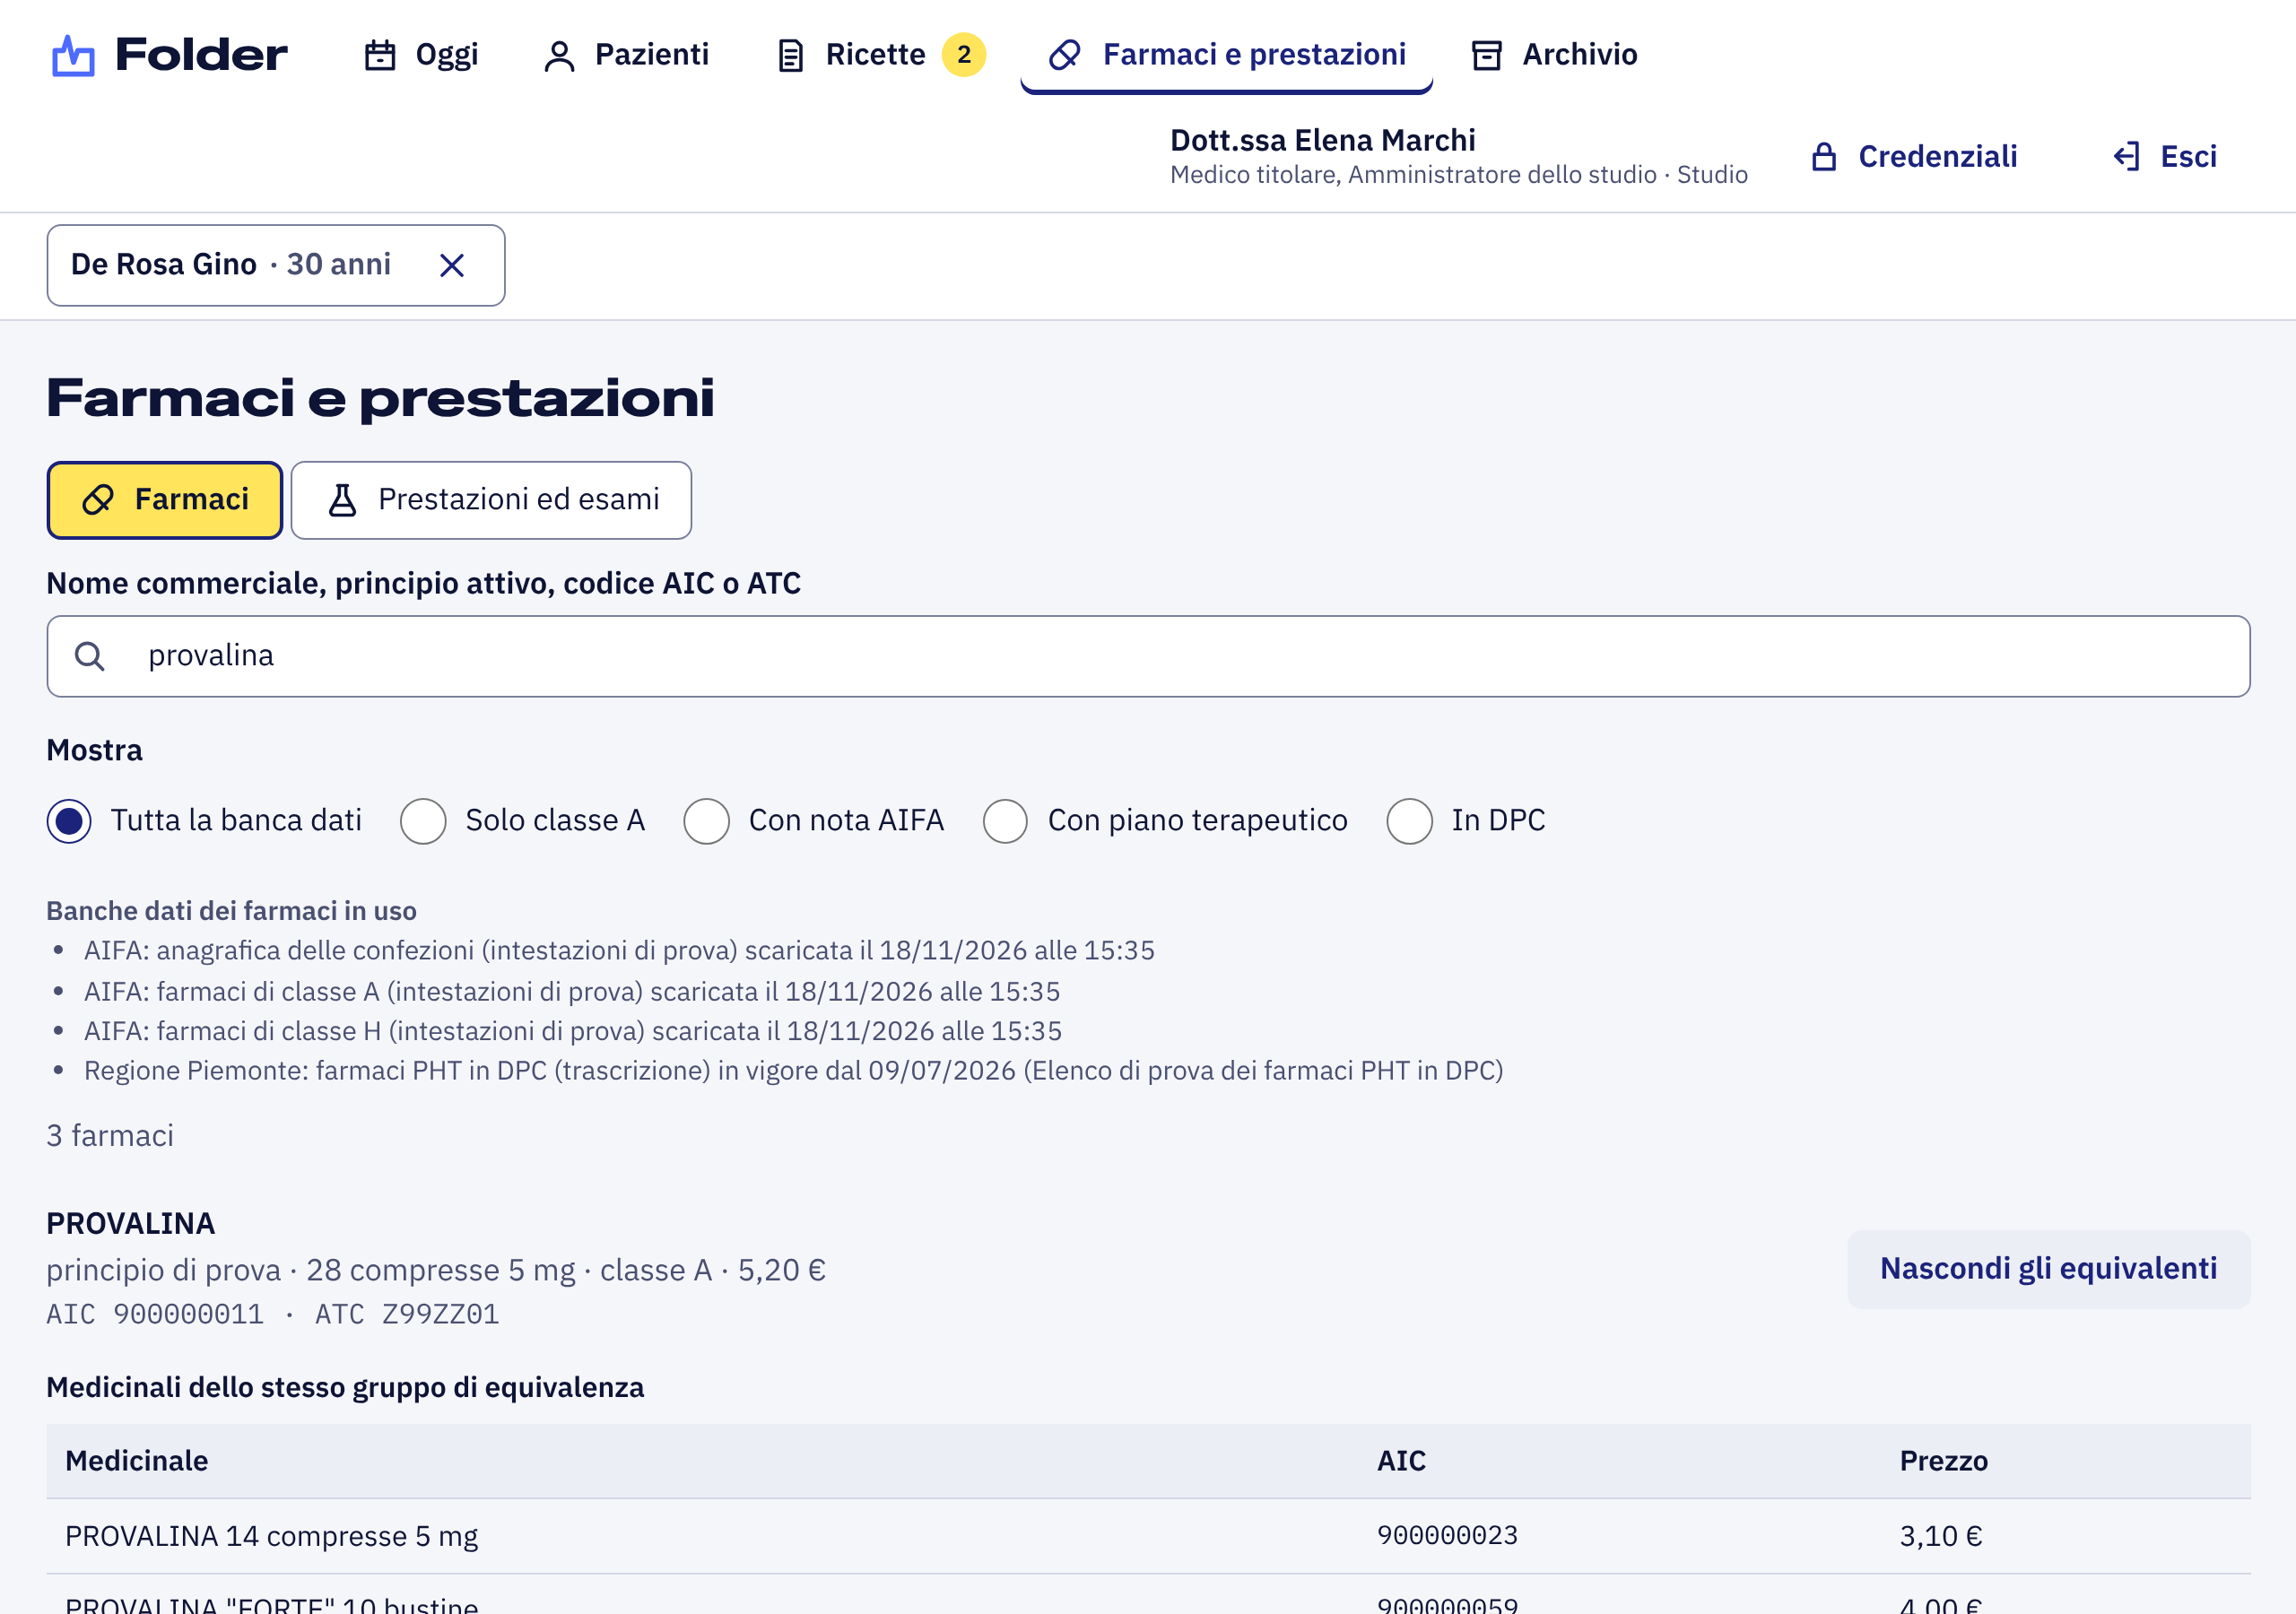 Folder
Oggi
Pazienti
Ricette 2
Farmaci e prestazioni
Archivio
Dott.ssa Elena Marchi
Medico titolare, Amministratore dello studio · Studio
Credenziali
Esci
De Rosa Gino · 30 anni
Farmaci e prestazioni
Farmaci
Prestazioni ed esami
Nome commerciale, principio attivo, codice AIC o ATC
provalina
Mostra
Tutta la banca dati
Solo classe A
Con nota AIFA
Con piano terapeutico
In DPC
Banche dati dei farmaci in uso
• AIFA: anagrafica delle confezioni (intestazioni di prova) scaricata il 18/11/2026 alle 15:35
• AIFA: farmaci di classe A (intestazioni di prova) scaricata il 18/11/2026 alle 15:35
• AIFA: farmaci di classe H (intestazioni di prova) scaricata il 18/11/2026 alle 15:35
• Regione Piemonte: farmaci PHT in DPC (trascrizione) in vigore dal 09/07/2026 (Elenco di prova dei farmaci PHT in DPC)
3 farmaci
PROVALINA
principio di prova · 28 compresse 5 mg · classe A · 5,20 €
AIC 900000011 · ATC Z99ZZ01
Nascondi gli equivalenti
Medicinali dello stesso gruppo di equivalenza
Medicinale AIC Prezzo
PROVALINA 14 compresse 5 mg 900000023 3,10 €
PROVALINA "FORTE" 10 bustine 900000059 4,00 €